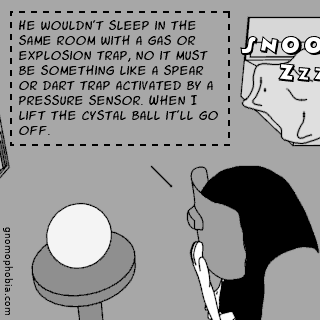 HE WOULDN'T SLEEP IN THE
SAME ROOM WITH A GAS OR
EXPLOSION TRAP, NO IT MUST
BE SOMETHING LIKE A SPEAR
OR DART TRAP ACTIVATED BY A
PRESSURE SENSOR. WHEN I
LIFT THE CYSTAL BALL IT'LL GO
OFF.
SNOO
ZZZ
gnomophobia.com